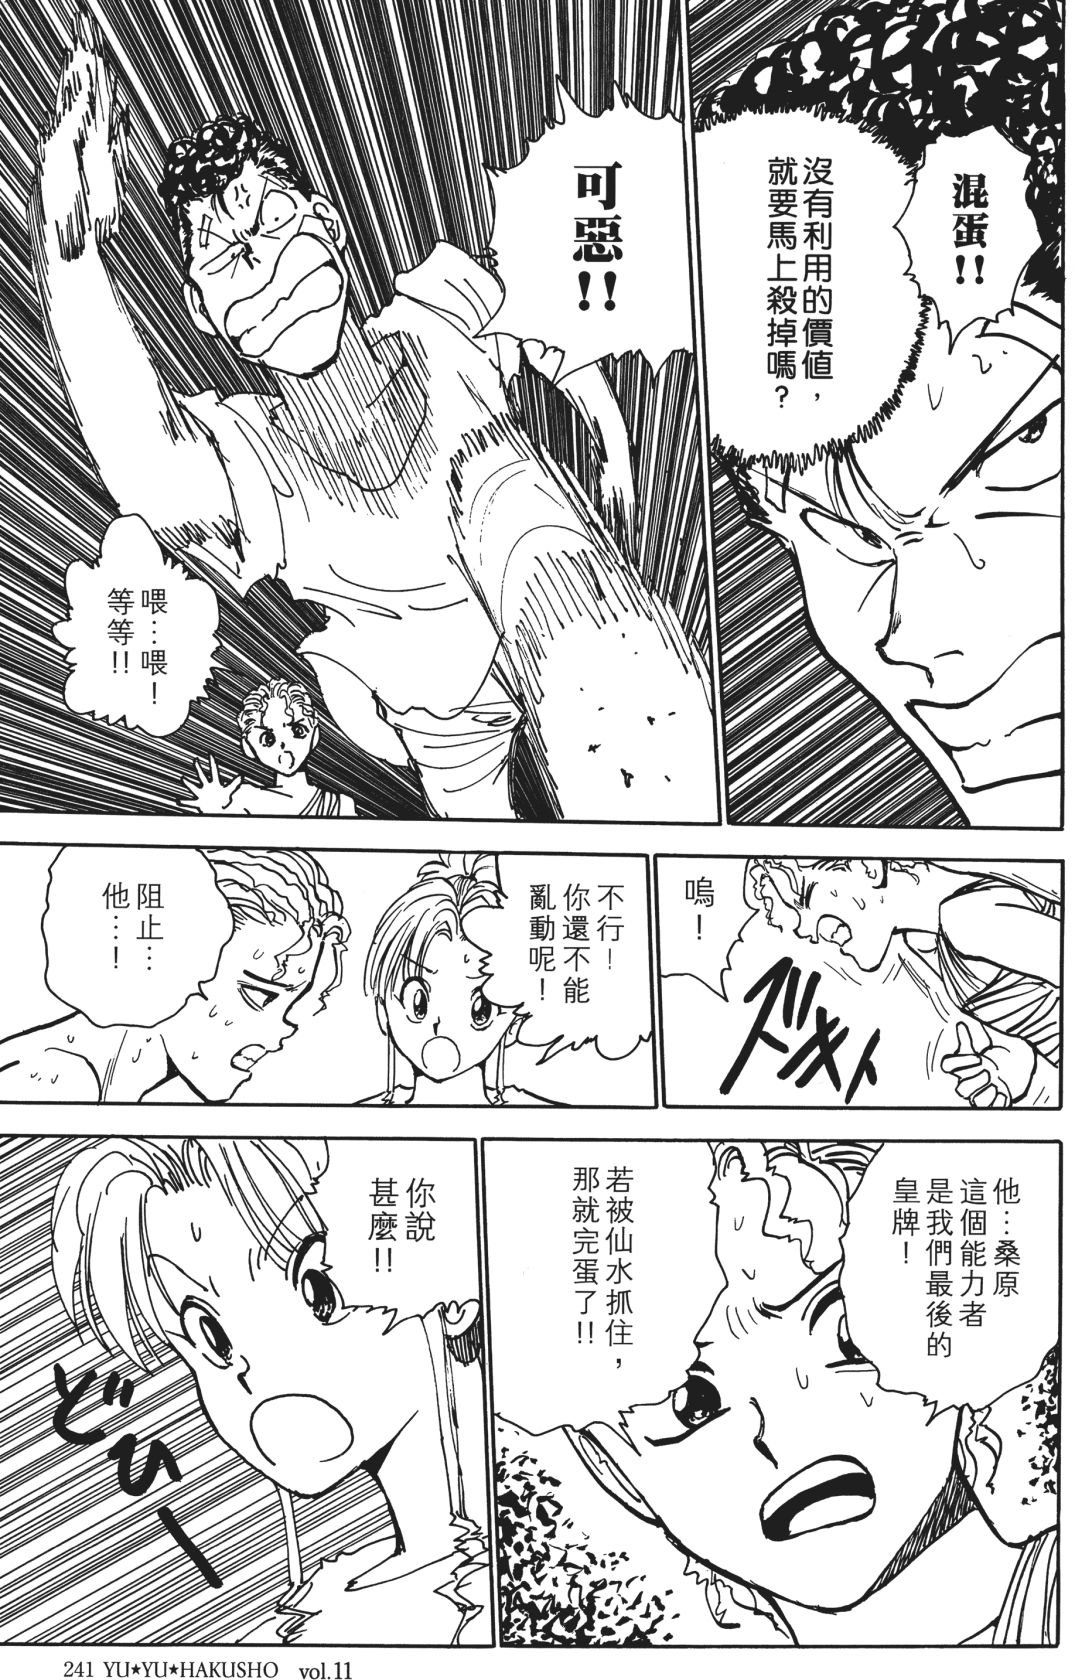 混蛋!!
沒有利用的價值，
就要馬上殺掉嗎？
可惡!!
喂…喂！
等等!!
嗚！
ズ
ツ
キ
ィ
不行！
你還不能
亂動呢！
阻止…
他…！
他…桑原
這個能力者
是我們最後的
皇牌！
若被仙水抓住，
那就完蛋了!!
你說
甚麼!!
どひー
241 YU★YU★HAKUSHO vol.11